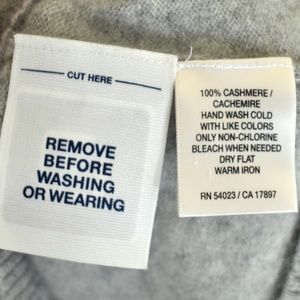 CUT HERE
REMOVE
BEFORE
WASHING
OR WEARING
100% CASHMERE /
CACHEMIRE
HAND WASH COLD
WITH LIKE COLORS
ONLY NON-CHLORINE
BLEACH WHEN NEEDED
DRY FLAT
WARM IRON
RN 54023 / CA 17897